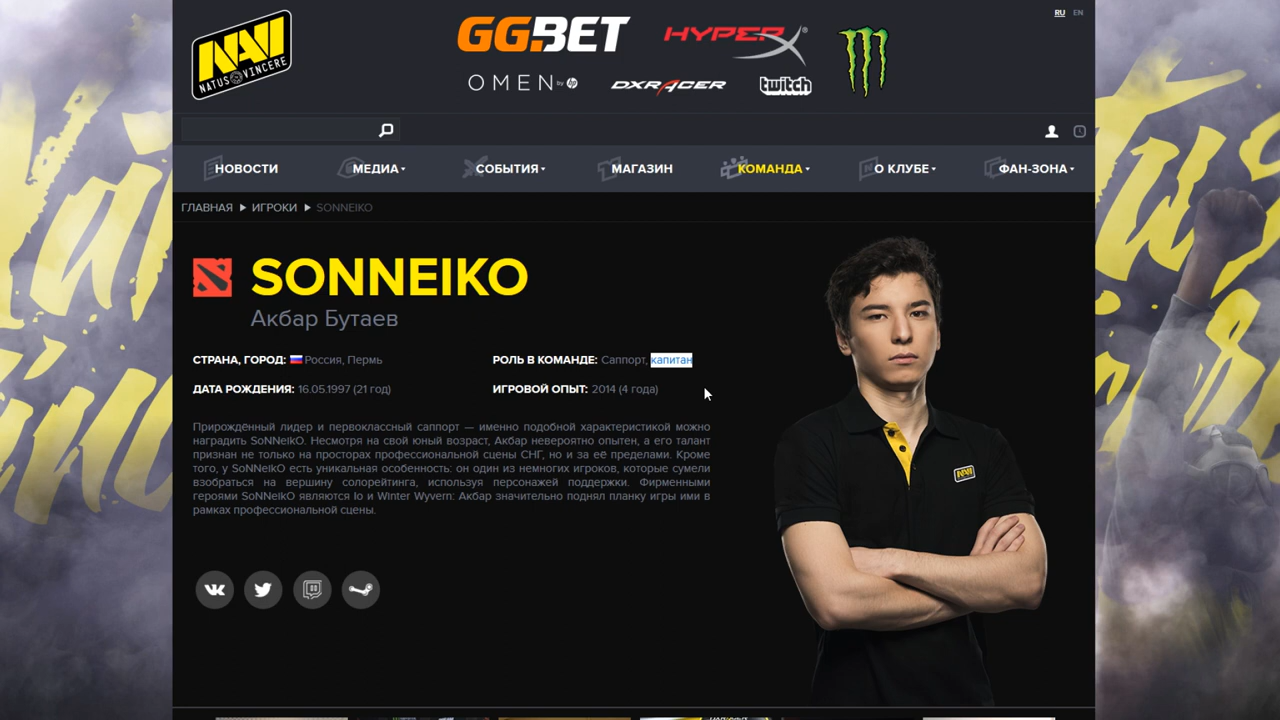 RU EN
NAVI
NATUS VINCERE
GG.BET
HYPERX®
OMEN by hp
DXRACER
twitch
НОВОСТИ
МЕДИА
СОБЫТИЯ
МАГАЗИН
КОМАНДА
О КЛУБЕ
ФАН-ЗОНА
ГЛАВНАЯ ИГРОКИ SONNEIKO
SONNEIKO
Акбар Бутаев
СТРАНА, ГОРОД: Россия, Пермь
РОЛЬ В КОМАНДЕ: Саппорт, капитан
ДАТА РОЖДЕНИЯ: 16.05.1997 (21 год)
ИГРОВОЙ ОПЫТ: 2014 (4 года)
Прирождённый лидер и первоклассный саппорт — именно подобной характеристикой можно
наградить SoNNeikO. Несмотря на свой юный возраст, Акбар невероятно опытен, а его талант
признан не только на просторах профессиональной сцены СНГ, но и за её пределами. Кроме
того, у SoNNeikO есть уникальная особенность: он один из немногих игроков, которые сумели
взобраться на вершину солорейтинга, используя персонажей поддержки. Фирменными
героями SoNNeikO являются Io и Winter Wyvern: Акбар значительно поднял планку игры ими в
рамках профессиональной сцены.
NAVI